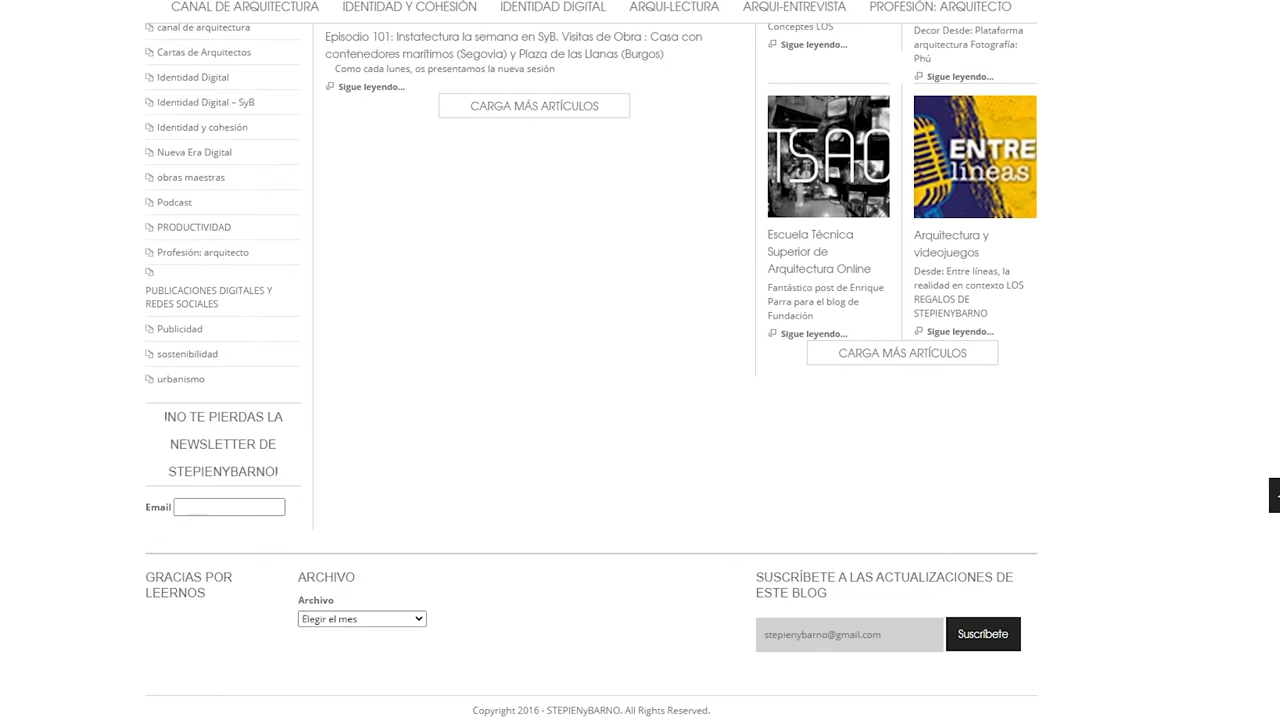 CANAL DE ARQUITECTURA IDENTIDAD Y COHESIÓN IDENTIDAD DIGITAL ARQUI-LECTURA ARQUI-ENTREVISTA PROFESIÓN: ARQUITECTO
canal de arquitectura
Cartas de Arquitectos
Identidad Digital
Identidad Digital – SyB
Identidad y cohesión
Nueva Era Digital
obras maestras
Podcast
PRODUCTIVIDAD
Profesión: arquitecto
PUBLICACIONES DIGITALES Y
REDES SOCIALES
Publicidad
sostenibilidad
urbanismo
!NO TE PIERDAS LA
NEWSLETTER DE
STEPIENYBARNO!
Email
Episodio 101: Instatectura la semana en SyB. Visitas de Obra : Casa con
contenedores marítimos (Segovia) y Plaza de las Llanas (Burgos)
Como cada lunes, os presentamos la nueva sesión
Sigue leyendo...
CARGA MÁS ARTÍCULOS
Conceptes LOS
Sigue leyendo...
Decor Desde: Plataforma
arquitectura Fotografía:
Phú
Sigue leyendo...
TSAO
Escuela Técnica
Superior de
Arquitectura Online
Fantástico post de Enrique
Parra para el blog de
Fundación
Sigue leyendo...
ENTRE
líneas
Arquitectura y
videojuegos
Desde: Entre líneas, la
realidad en contexto LOS
REGALOS DE
STEPIENYBARNO
Sigue leyendo...
CARGA MÁS ARTÍCULOS
GRACIAS POR
LEERNOS
ARCHIVO
Archivo
Elegir el mes
SUSCRÍBETE A LAS ACTUALIZACIONES DE
ESTE BLOG
stepienybarno@gmail.com
Suscríbete
Copyright 2016 - STEPIENyBARNO. All Rights Reserved.